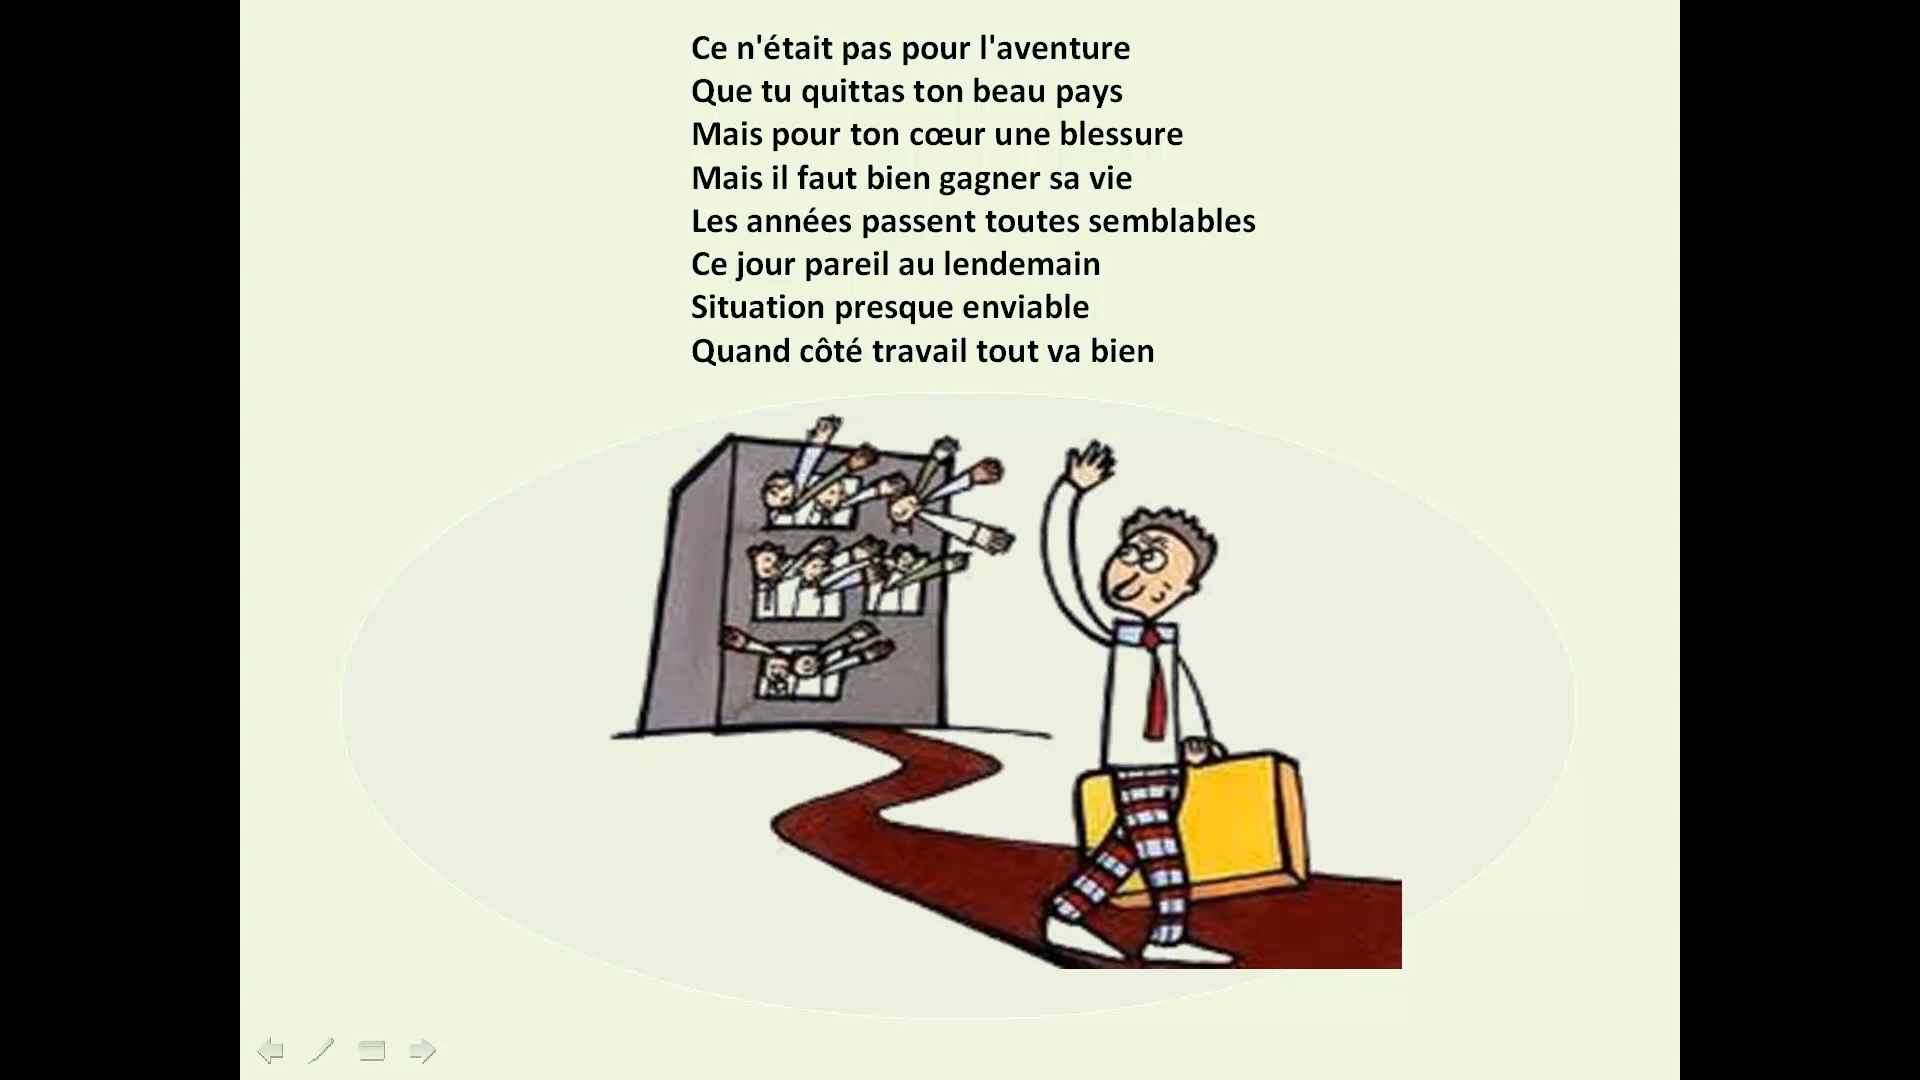 Ce n'était pas pour l'aventure
Que tu quittas ton beau pays
Mais pour ton cœur une blessure
Mais il faut bien gagner sa vie
Les années passent toutes semblables
Ce jour pareil au lendemain
Situation presque enviable
Quand côté travail tout va bien